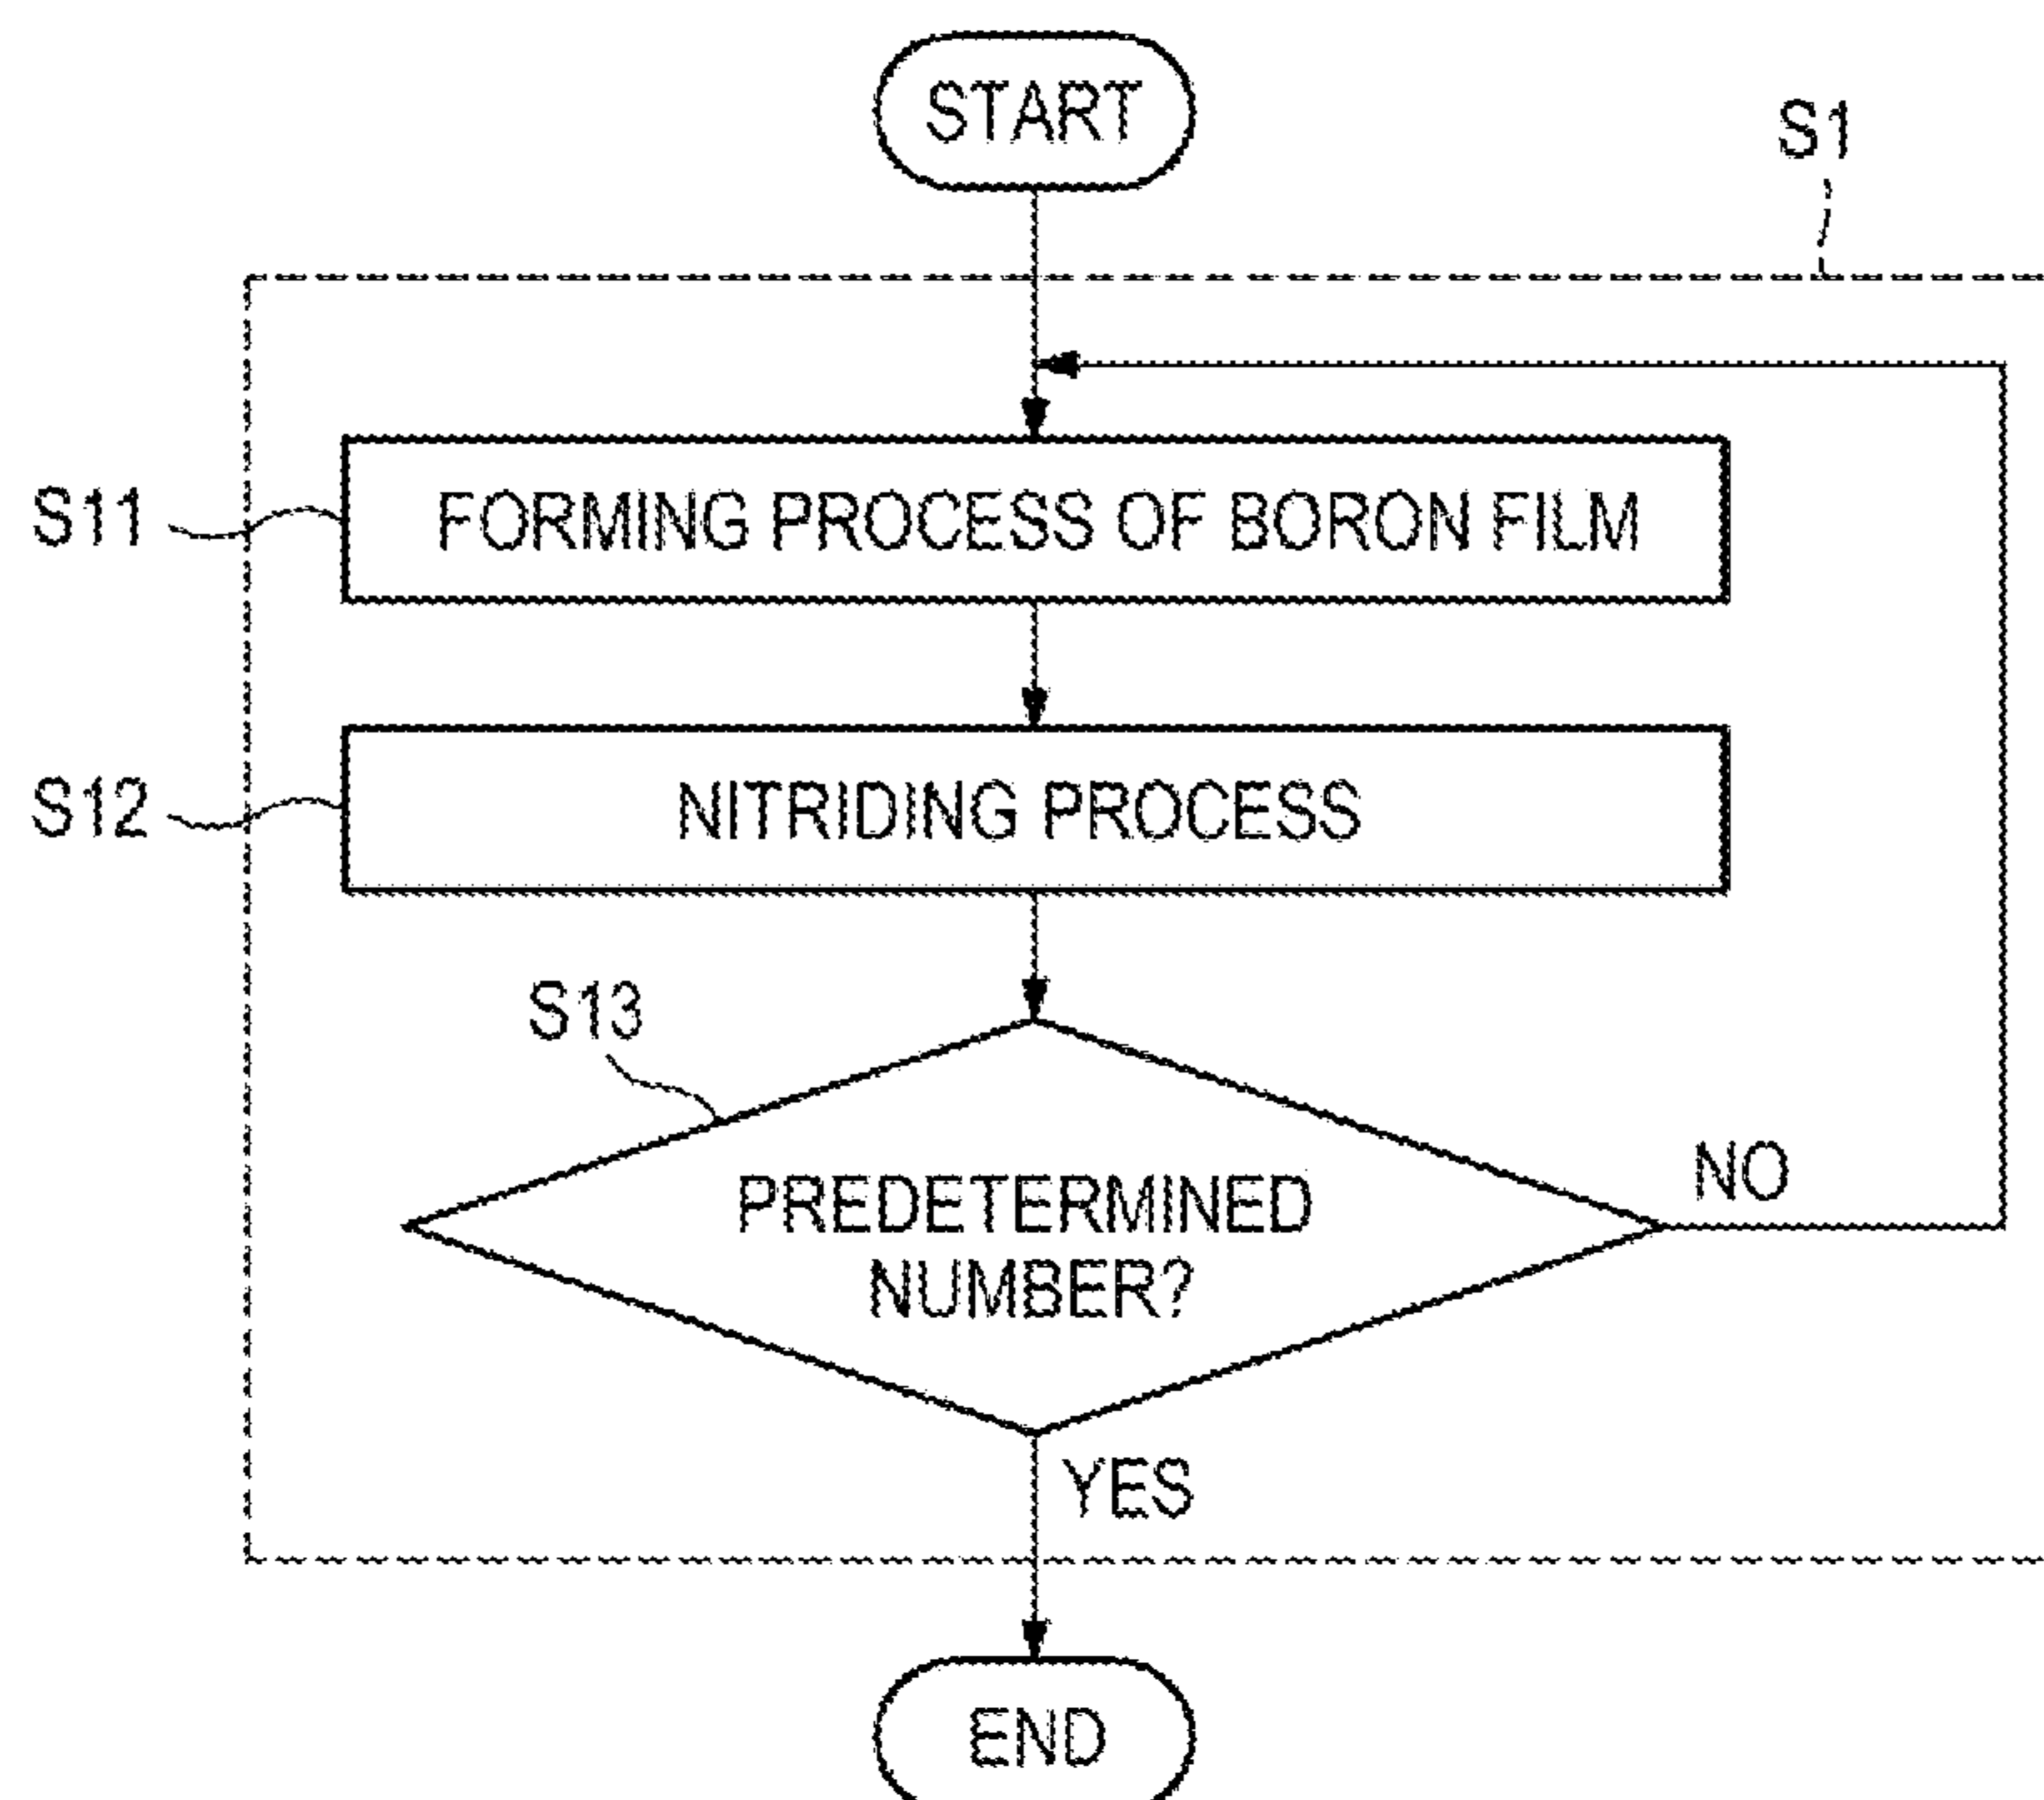 START
S1
S11
FORMING PROCESS OF BORON FILM
S12
NITRIDING PROCESS
S13
PREDETERMINED
NUMBER?
NO
YES
END